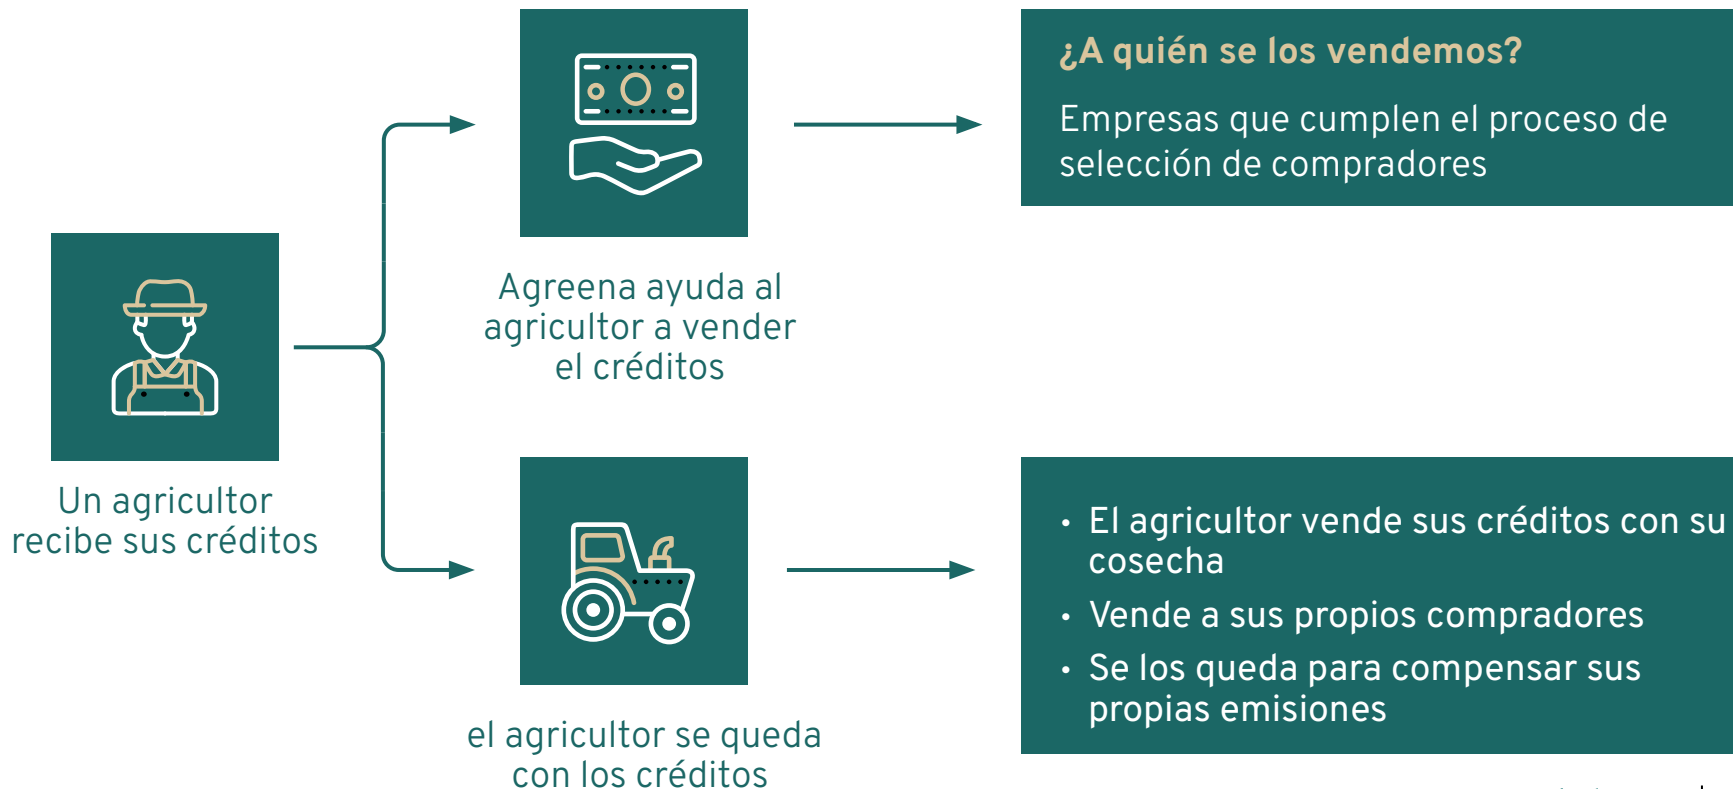 ¿A quién se los vendemos?
Empresas que cumplen el proceso de
selección de compradores
Agreena ayuda al
agricultor a vender
el créditos
Un agricultor
recibe sus créditos
• El agricultor vende sus créditos con su
cosecha
• Vende a sus propios compradores
• Se los queda para compensar sus
propias emisiones
el agricultor se queda
con los créditos